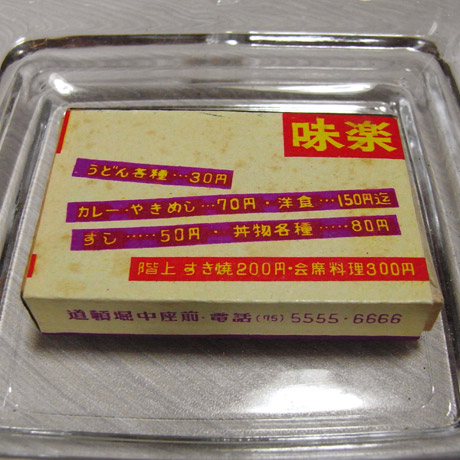 味楽
うどん各種…30円
カレー・やきめし…70円・洋食…150円迄
すし……50円・丼物各種……80円
階上 すき焼200円・会席料理300円
道頓堀中座前・電話(75) 5555・6666